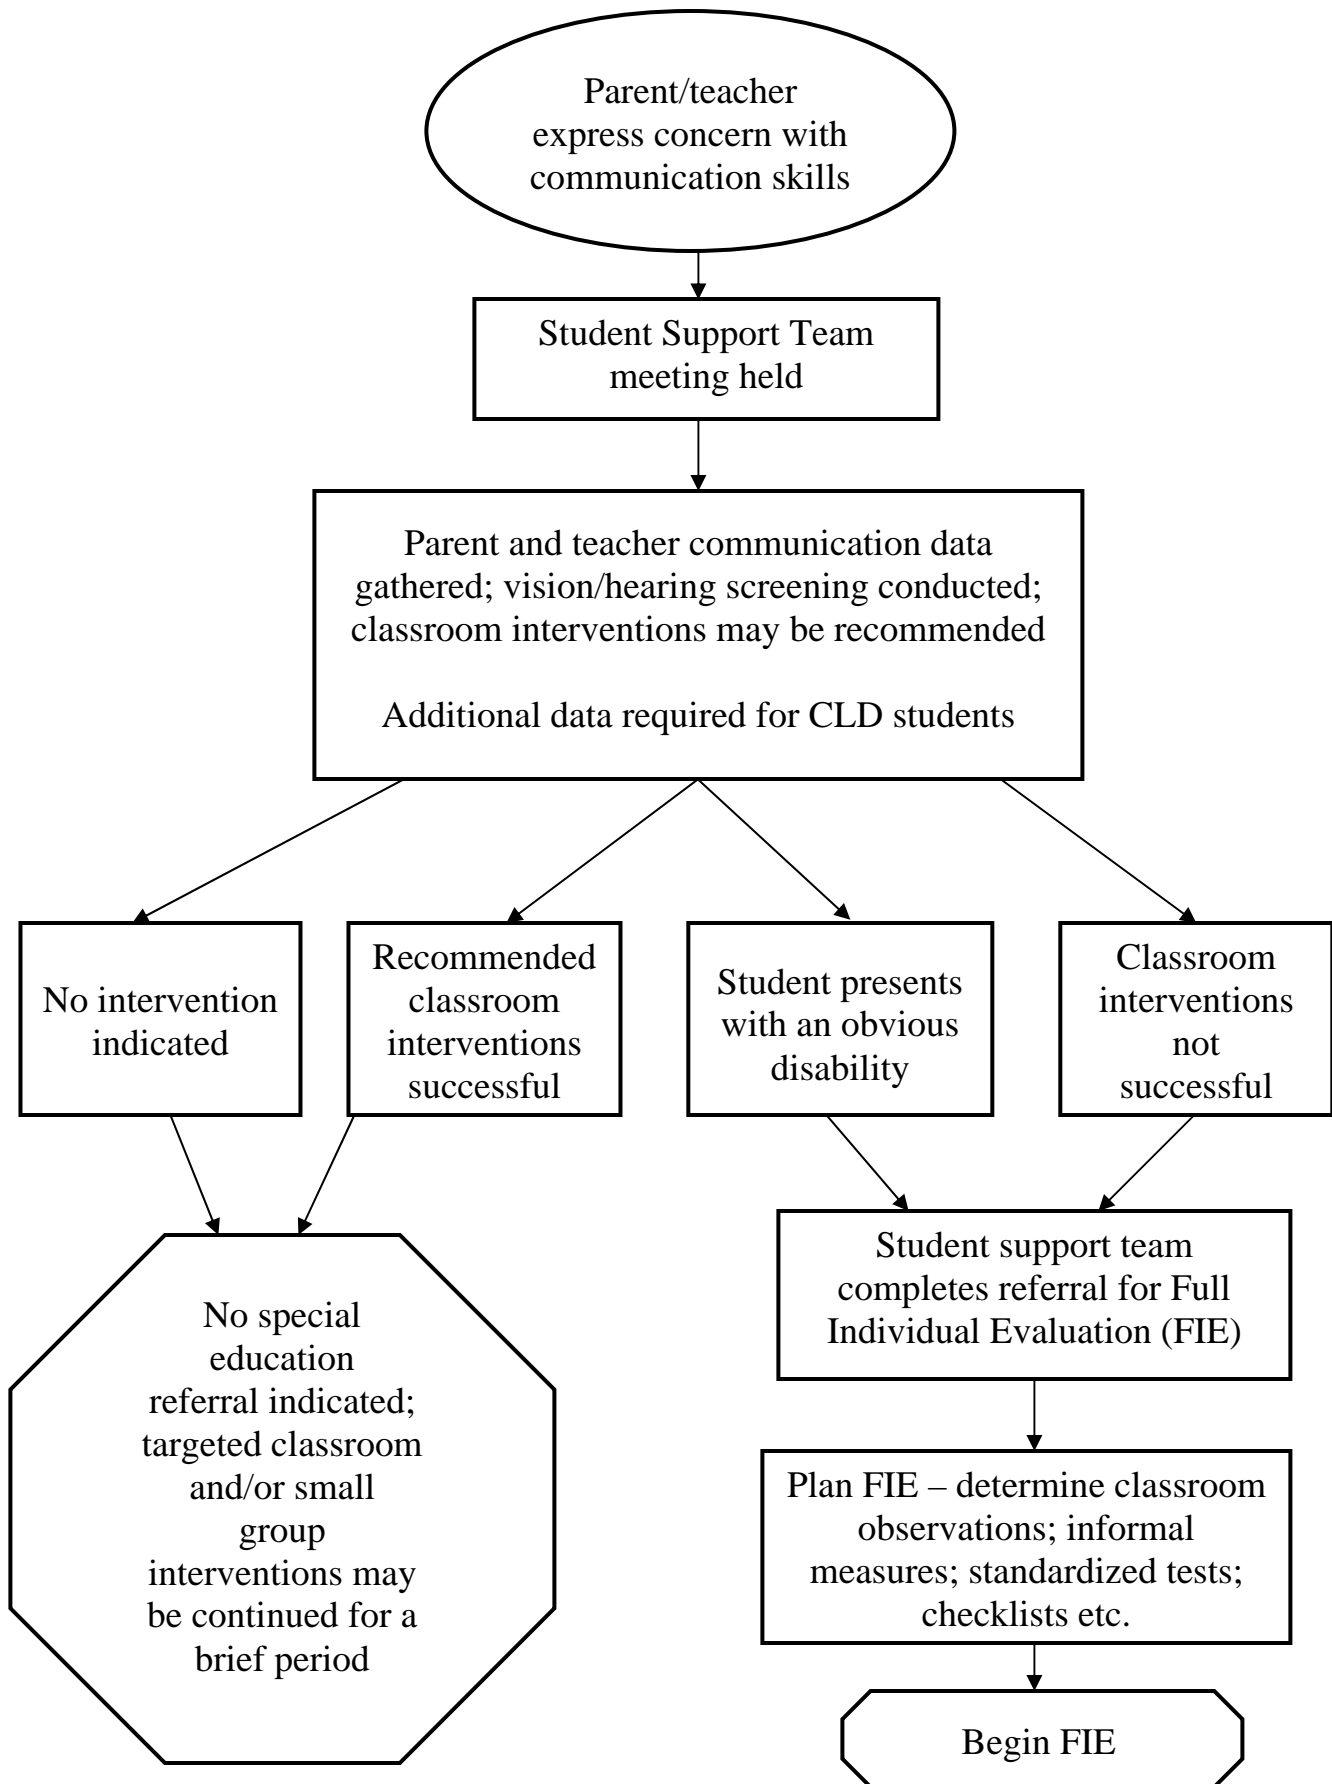 Parent/teacher
express concern with
communication skills
Student Support Team
meeting held
Parent and teacher communication data
gathered; vision/hearing screening conducted;
classroom interventions may be recommended
Additional data required for CLD students
No intervention
indicated
Recommended
classroom
interventions
successful
Student presents
with an obvious
disability
Classroom
interventions
not
successful
No special
education
referral indicated;
targeted classroom
and/or small
group
interventions may
be continued for a
brief period
Student support team
completes referral for Full
Individual Evaluation (FIE)
Plan FIE – determine classroom
observations; informal
measures; standardized tests;
checklists etc.
Begin FIE